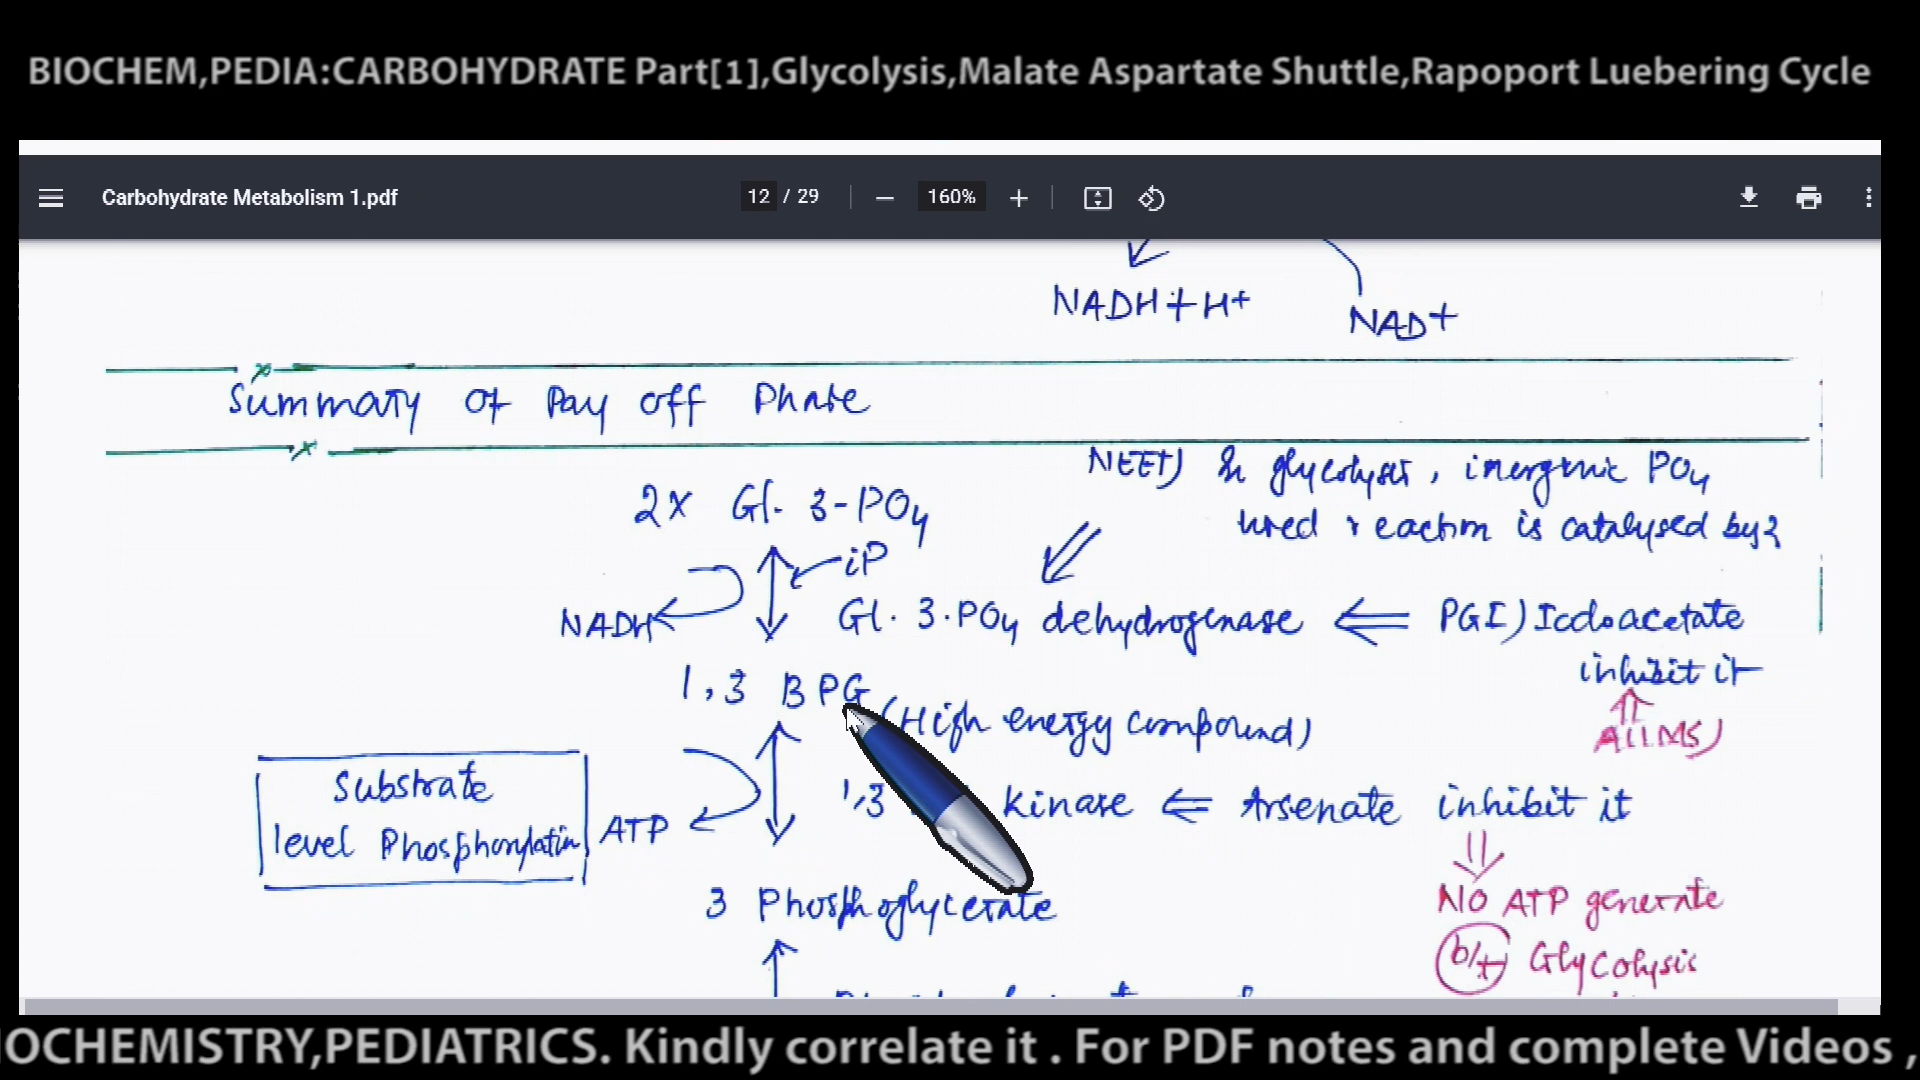 BIOCHEM,PEDIA:CARBOHYDRATE Part[1],Glycolysis,Malate Aspartate Shuttle,Rapoport Luebering Cycle
Carbohydrate Metabolism 1.pdf
12 / 29
160%
NADH + H+
NAD+
Summary of Pay off Phase
NEET) In glycolysis, inorganic PO4
used reaction is catalysed by?
2x Gl. 3-PO4
iP
NADH
Gl. 3.PO4 dehydrogenase ⇐ PGI) Iodoacetate
inhibit it
AIIMS)
1,3 BPG (High energy compound)
Substrate
level Phosphorylation
ATP
1,3 Kinase ⇐ Arsenate inhibit it
NO ATP generate
b/t Glycolysis
3 Phosphoglycerate
IOCHEMISTRY,PEDIATRICS. Kindly correlate it . For PDF notes and complete Videos ,